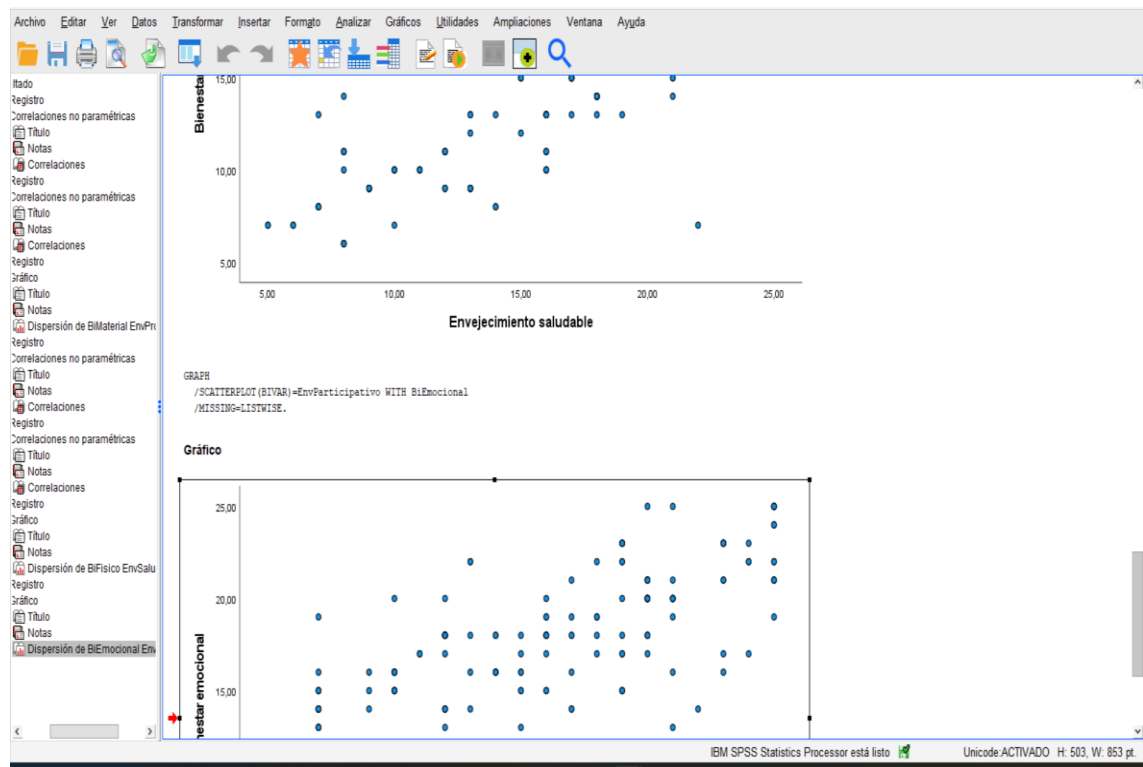 Archivo Editar Ver Datos Transformar Insertar Formato Analizar Gráficos Utilidades Ampliaciones Ventana Ayuda
ltado
Registro
Correlaciones no paramétricas
Título
Notas
Correlaciones
Registro
Correlaciones no paramétricas
Título
Notas
Correlaciones
Registro
Gráfico
Título
Notas
Dispersión de BiMaterial EnvPro
Registro
Correlaciones no paramétricas
Título
Notas
Correlaciones
Registro
Correlaciones no paramétricas
Título
Notas
Correlaciones
Registro
Gráfico
Título
Notas
Dispersión de BiFisico EnvSalu
Registro
Gráfico
Título
Notas
Dispersión de BiEmocional Env
Bienestar
15,00
10,00
5,00
5,00 10,00 15,00 20,00 25,00
Envejecimiento saludable
GRAPH
/SCATTERPLOT(BIVAR)=EnvParticipativo WITH BiEmocional
/MISSING=LISTWISE.
Gráfico
nestar emocional
25,00
20,00
15,00
IBM SPSS Statistics Processor está listo Unicode:ACTIVADO H: 503, W: 853 pt.